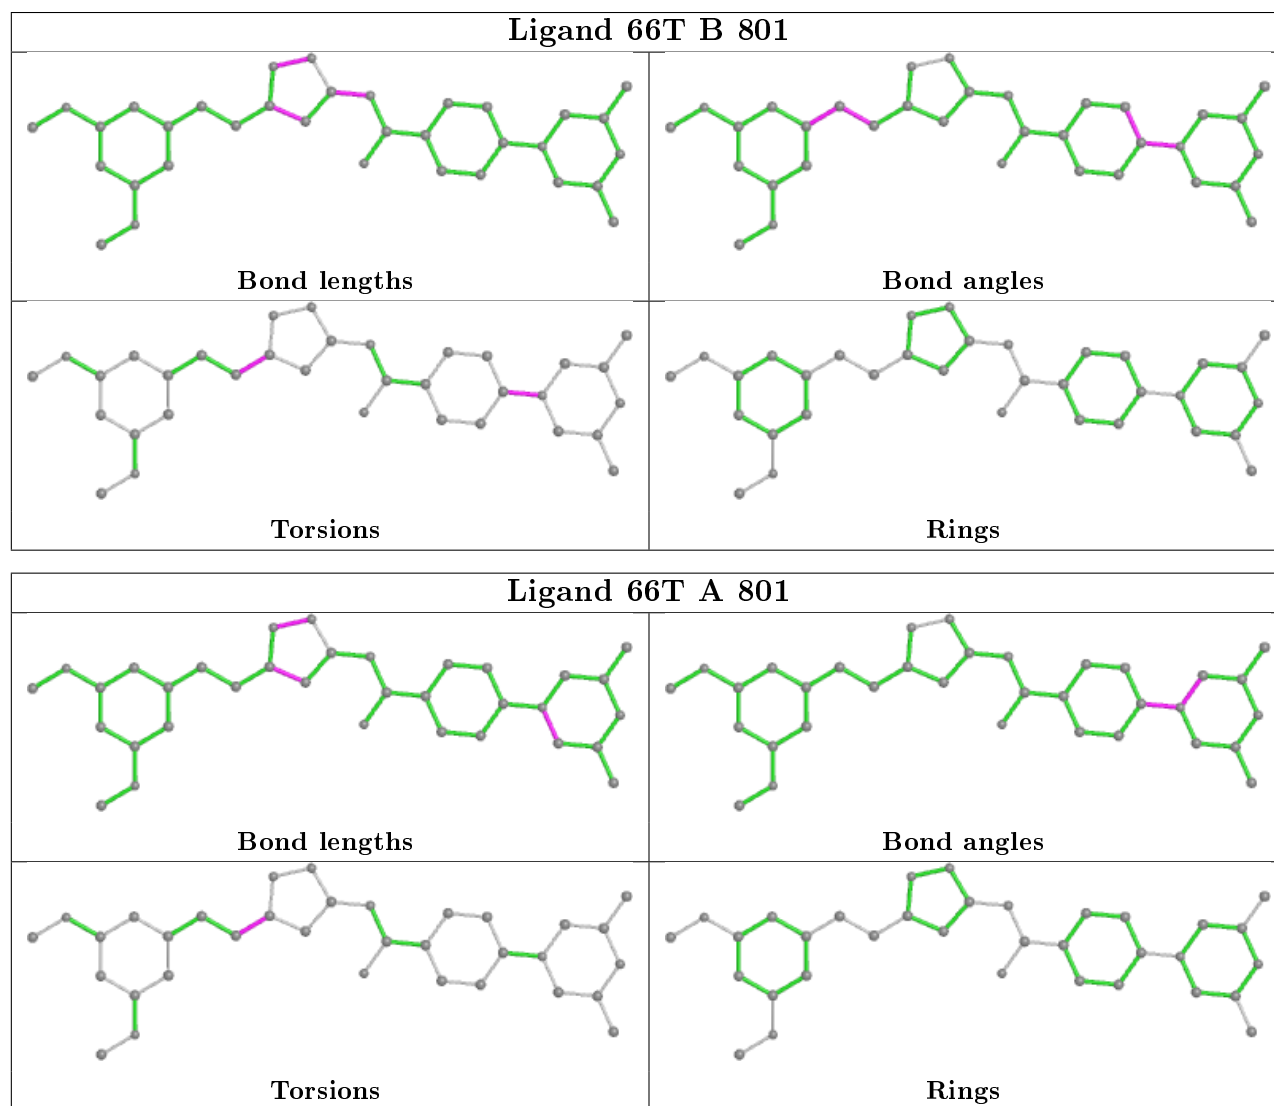 Ligand 66T B 801
Bond lengths
Bond angles
Torsions
Rings
Ligand 66T A 801
Bond lengths
Bond angles
Torsions
Rings